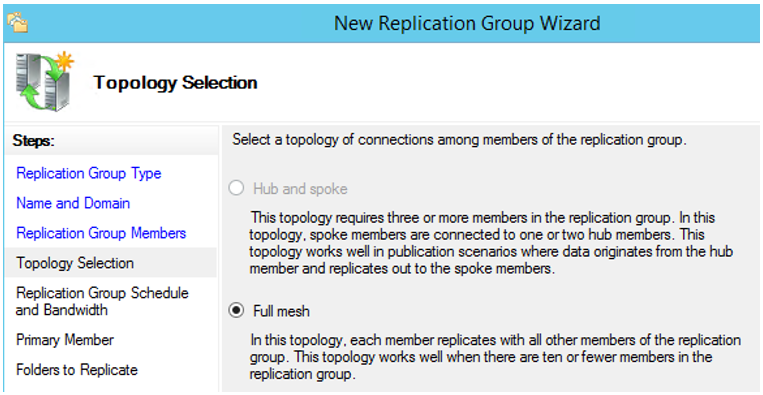 New Replication Group Wizard
Topology Selection
Steps:
Replication Group Type
Name and Domain
Replication Group Members
Topology Selection
Replication Group Schedule
and Bandwidth
Primary Member
Folders to Replicate
Select a topology of connections among members of the replication group.
Hub and spoke
This topology requires three or more members in the replication group. In this
topology, spoke members are connected to one or two hub members. This
topology works well in publication scenarios where data originates from the hub
member and replicates out to the spoke members.
Full mesh
In this topology, each member replicates with all other members of the replication
group. This topology works well when there are ten or fewer members in the
replication group.